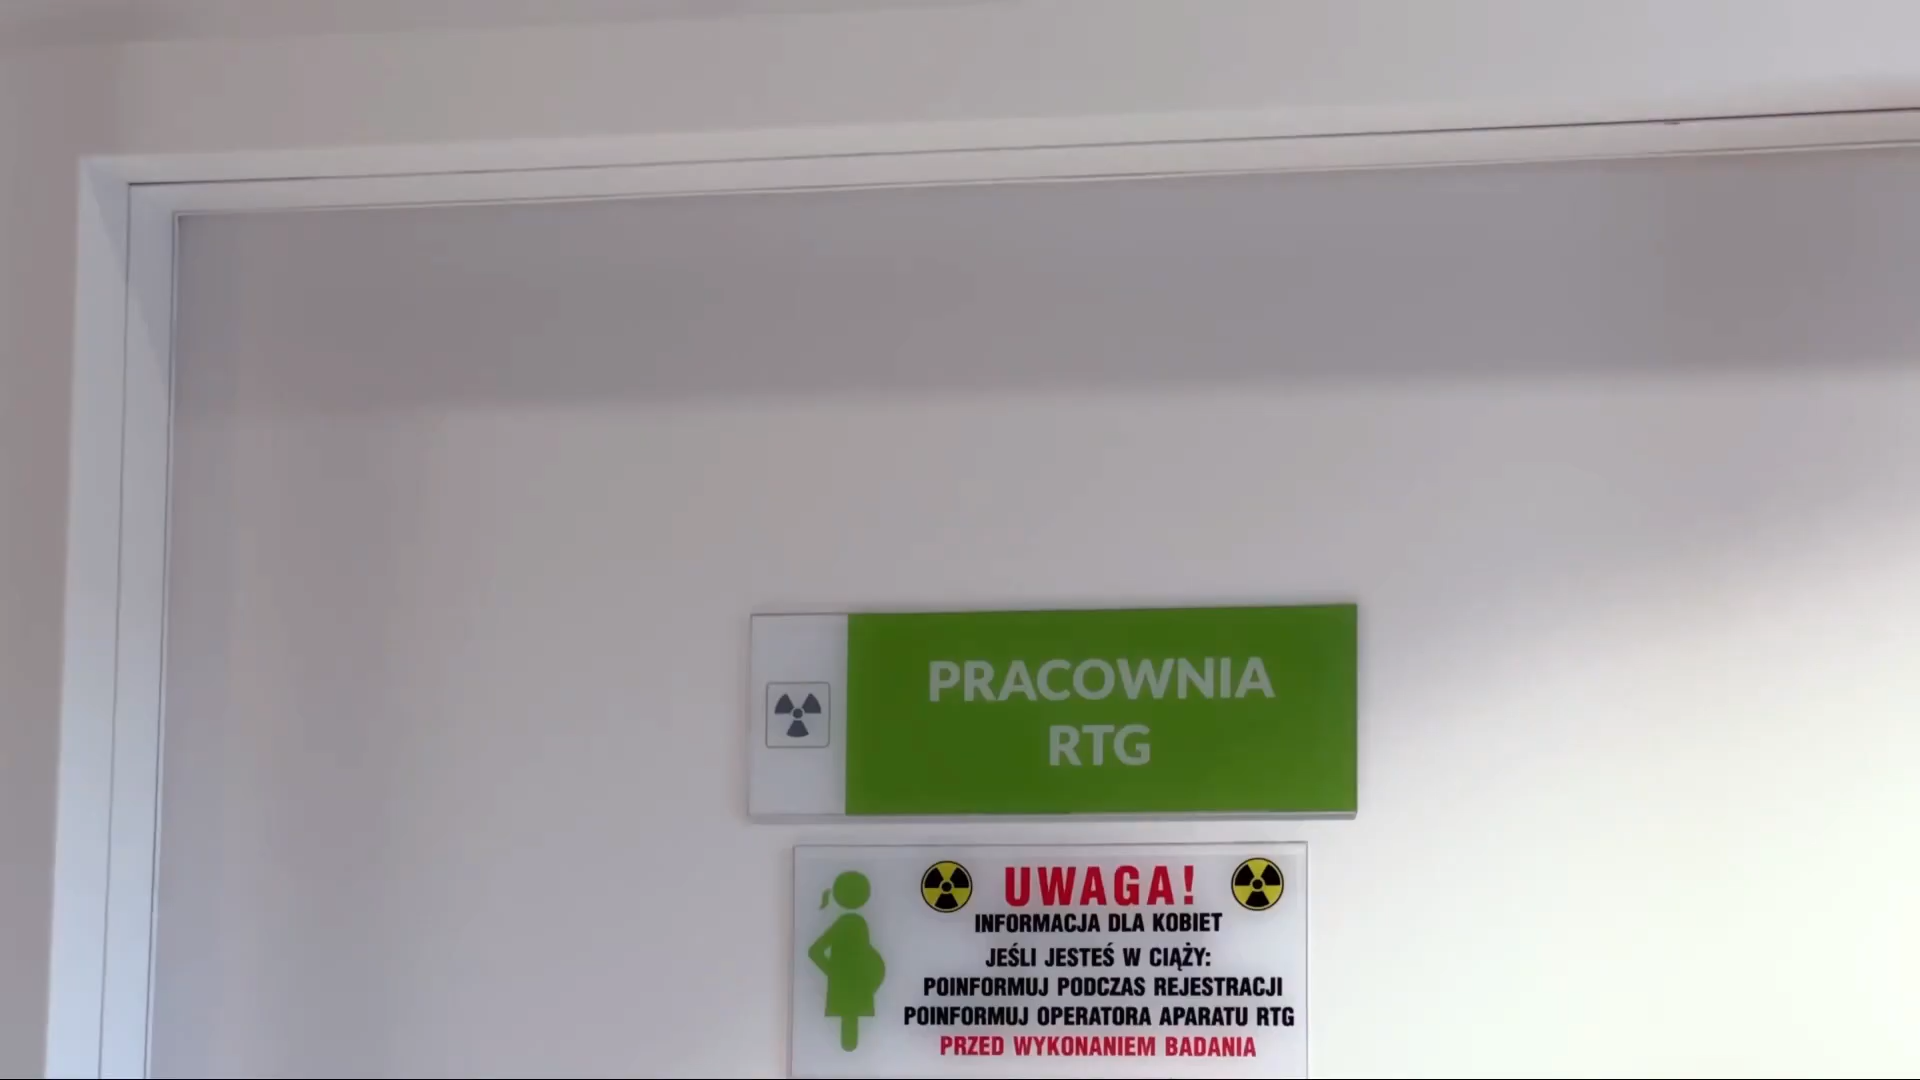 PRACOWNIA
RTG
UWAGA!
INFORMACJA DLA KOBIET
JEŚLI JESTEŚ W CIĄŻY:
POINFORMUJ PODCZAS REJESTRACJI
POINFORMUJ OPERATORA APARATU RTG
PRZED WYKONANIEM BADANIA